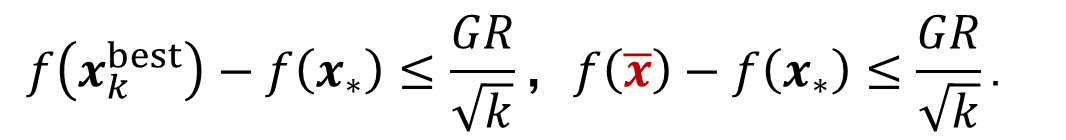 f(x_k^best) − f(x_*) ≤ GR/√k , f(x̅) − f(x_*) ≤ GR/√k .